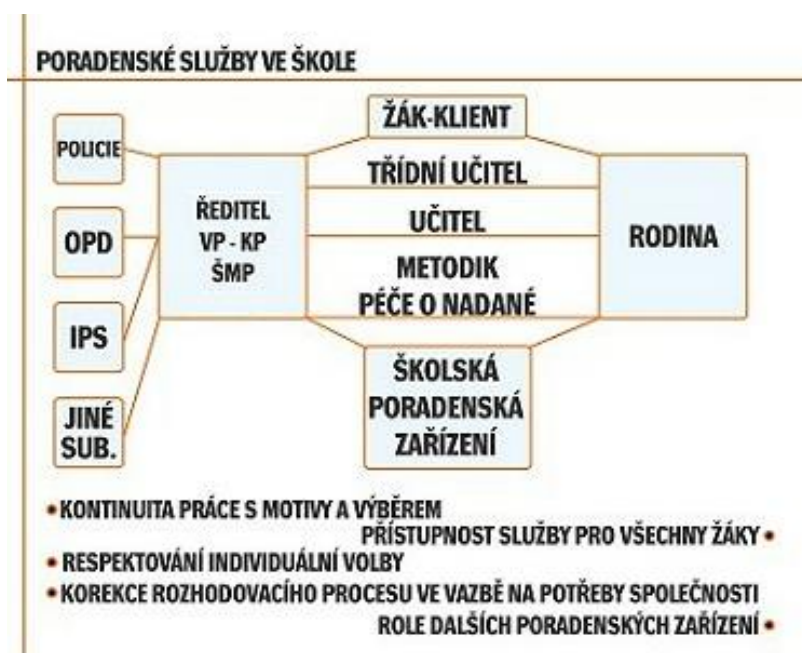 PORADENSKÉ SLUŽBY VE ŠKOLE
POLICIE
OPD
IPS
JINÉ
SUB.
ŘEDITEL
VP - KP
ŠMP
ŽÁK-KLIENT
TŘÍDNÍ UČITEL
UČITEL
METODIK
PÉČE O NADANÉ
ŠKOLSKÁ
PORADENSKÁ
ZAŘÍZENÍ
RODINA
• KONTINUITA PRÁCE S MOTIVY A VÝBĚREM
PŘÍSTUPNOST SLUŽBY PRO VŠECHNY ŽÁKY •
• RESPEKTOVÁNÍ INDIVIDUÁLNÍ VOLBY
• KOREKCE ROZHODOVACÍHO PROCESU VE VAZBĚ NA POTŘEBY SPOLEČNOSTI
ROLE DALŠÍCH PORADENSKÝCH ZAŘÍZENÍ •